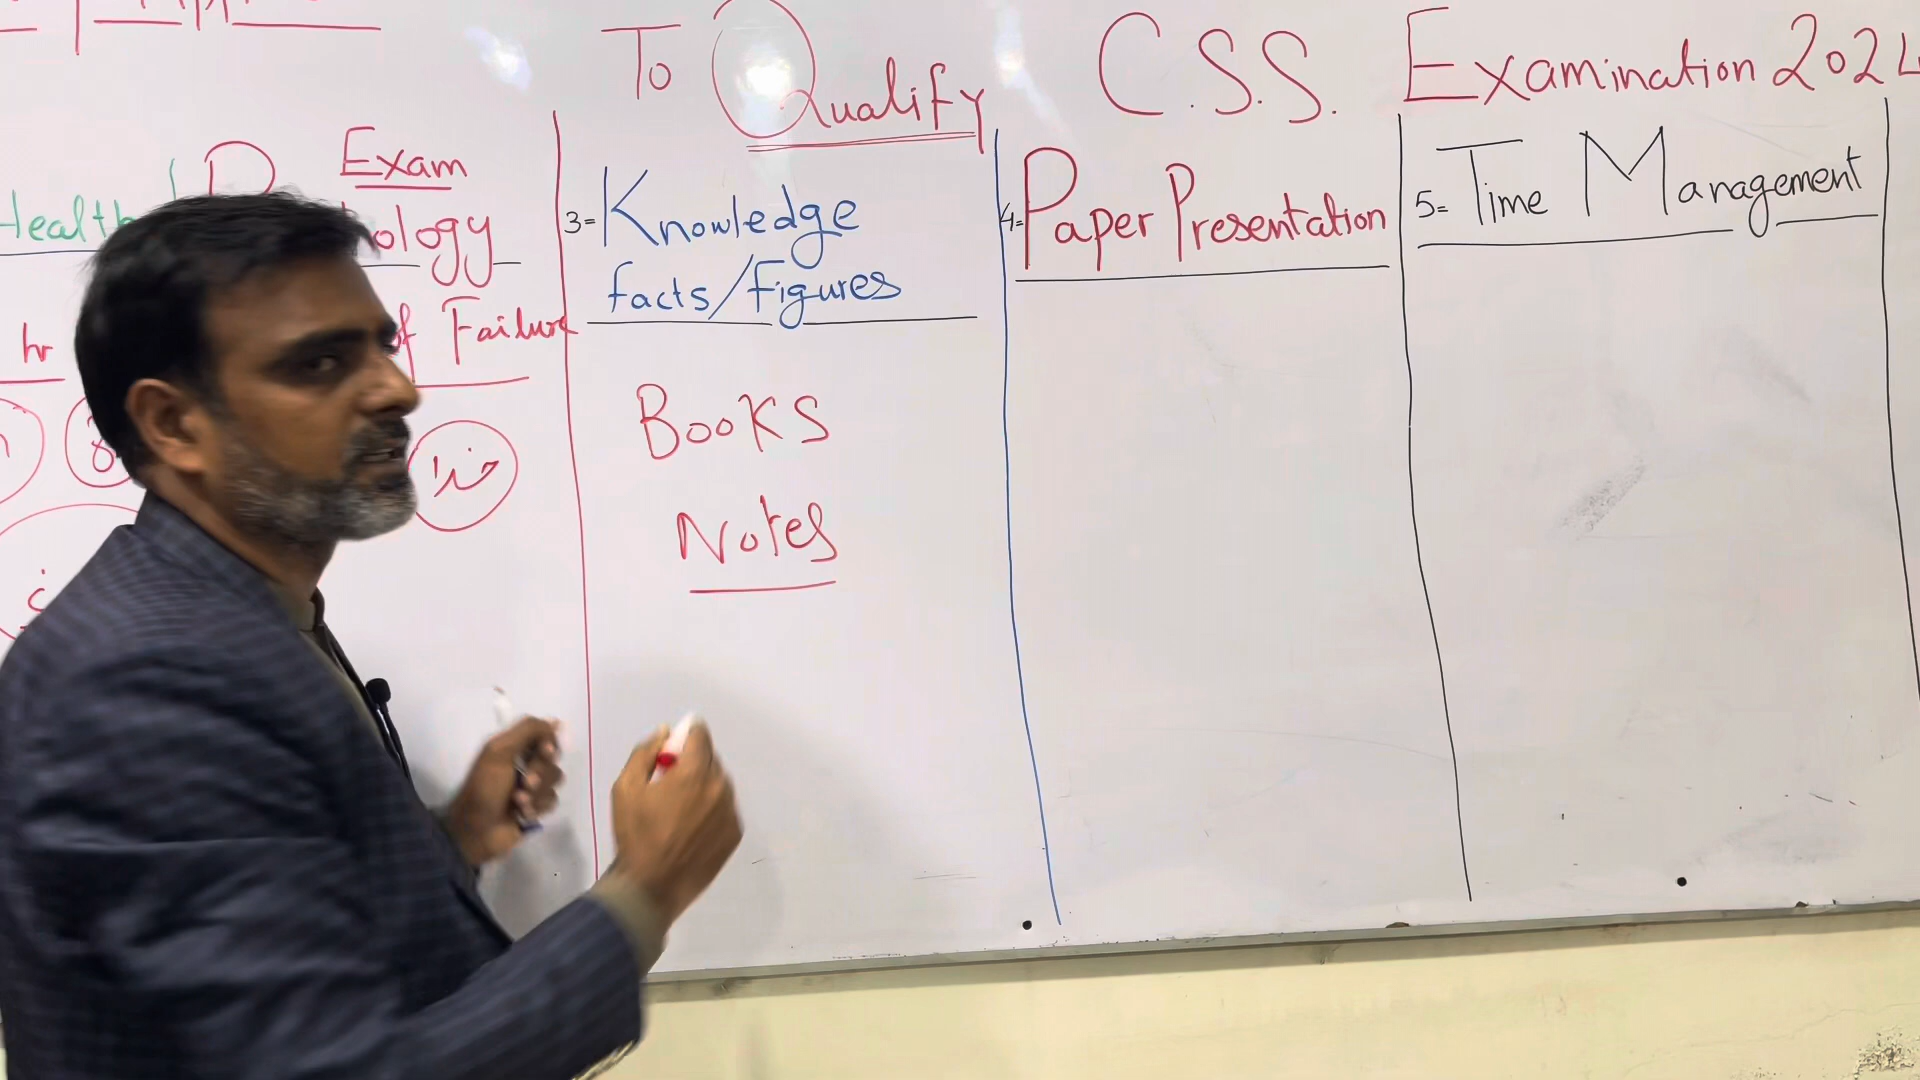 To Qualify C.S.S. Examination 2024
Health
Exam
hr
of Failure
خدا
3= Knowledge
facts/figures
Books
Notes
4= Paper Presentation
5= Time Management